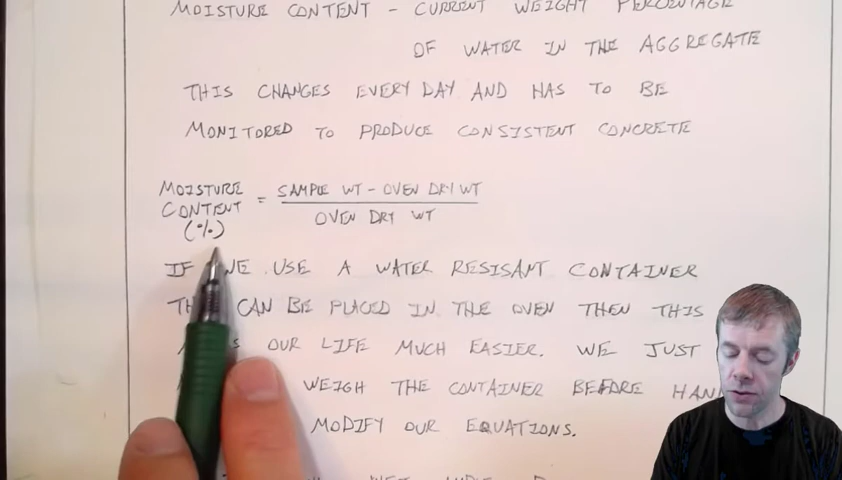 MOISTURE CONTENT - CURRENT WEIGHT PERCENTAGE
OF WATER IN THE AGGREGATE
THIS CHANGES EVERY DAY AND HAS TO BE
MONITORED TO PRODUCE CONSISTENT CONCRETE
MOISTURE CONTENT (%) = SAMPLE WT - OVEN DRY WT / OVEN DRY WT
IF WE USE A WATER RESISANT CONTAINER
CAN BE PLACED IN THE OVEN THEN THIS
OUR LIFE MUCH EASIER. WE JUST
WEIGH THE CONTAINER BEFORE
MODIFY OUR EQUATIONS.